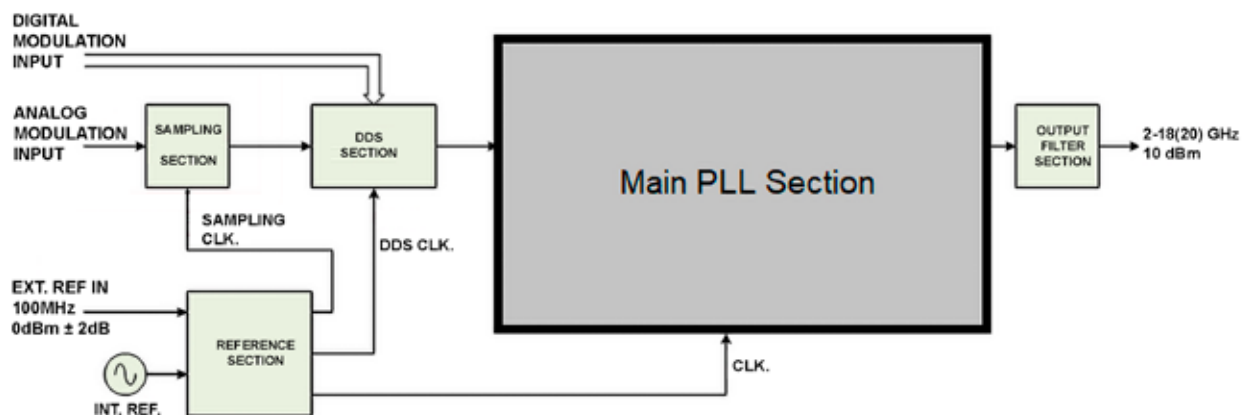 DIGITAL
MODULATION
INPUT
ANALOG
MODULATION
INPUT
SAMPLING
SECTION
DDS
SECTION
Main PLL Section
OUTPUT
FILTER
SECTION
2-18(20) GHz
10 dBm
SAMPLING
CLK.
DDS CLK.
EXT. REF IN
100MHz
0dBm ± 2dB
REFERENCE
SECTION
CLK.
INT. REF.